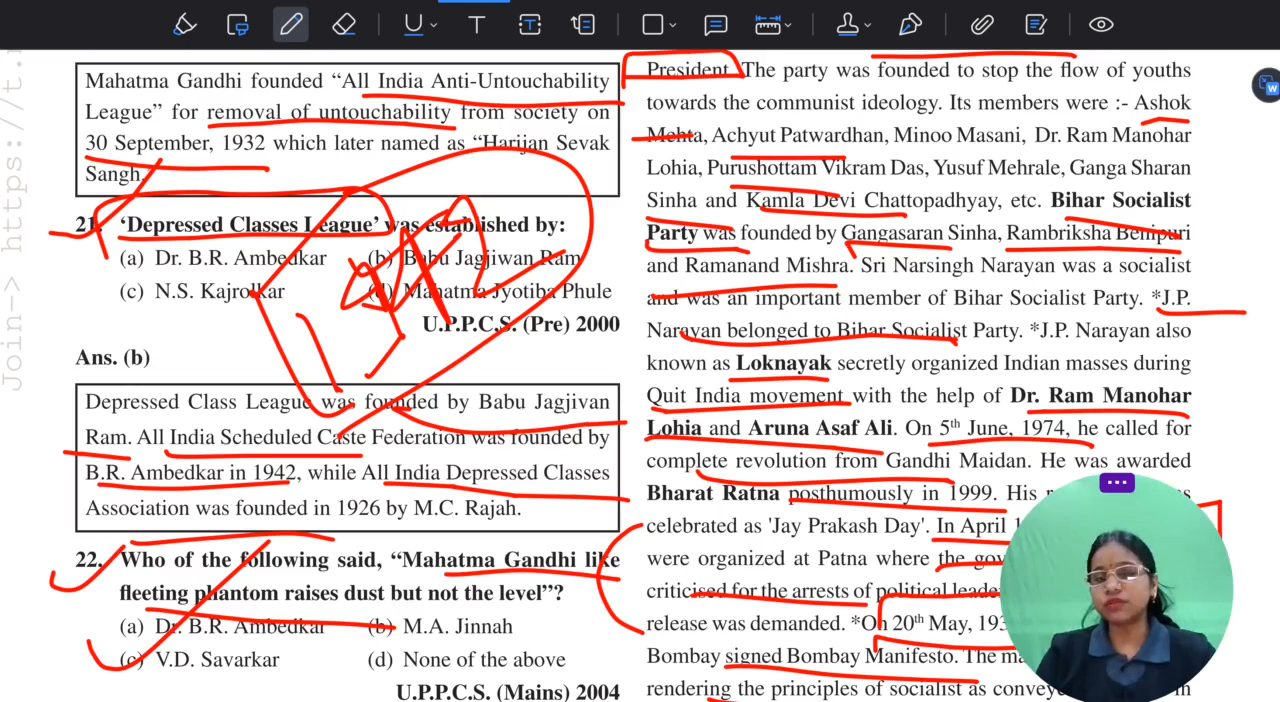 Join-> https://t.
Mahatma Gandhi founded “All India Anti-Untouchability
League” for removal of untouchability from society on
30 September, 1932 which later named as “Harijan Sevak
Sangh.
21. ‘Depressed Classes League’ was established by:
(a) Dr. B.R. Ambedkar (b) Babu Jagjiwan Ram
(c) N.S. Kajrolkar (d) Mahatma Jyotiba Phule
U.P.P.C.S. (Pre) 2000
Ans. (b)
Depressed Class League was founded by Babu Jagjivan
Ram. All India Scheduled Caste Federation was founded by
B.R. Ambedkar in 1942, while All India Depressed Classes
Association was founded in 1926 by M.C. Rajah.
22. Who of the following said, “Mahatma Gandhi like
fleeting phantom raises dust but not the level”?
(a) Dr. B.R. Ambedkar (b) M.A. Jinnah
(c) V.D. Savarkar (d) None of the above
U.P.P.C.S. (Mains) 2004
President. The party was founded to stop the flow of youths
towards the communist ideology. Its members were :- Ashok
Mehta, Achyut Patwardhan, Minoo Masani, Dr. Ram Manohar
Lohia, Purushottam Vikram Das, Yusuf Mehrale, Ganga Sharan
Sinha and Kamla Devi Chattopadhyay, etc. Bihar Socialist
Party was founded by Gangasaran Sinha, Rambriksha Benipuri
and Ramanand Mishra. Sri Narsingh Narayan was a socialist
and was an important member of Bihar Socialist Party. *J.P.
Narayan belonged to Bihar Socialist Party. *J.P. Narayan also
known as Loknayak secretly organized Indian masses during
Quit India movement with the help of Dr. Ram Manohar
Lohia and Aruna Asaf Ali. On 5th June, 1974, he called for
complete revolution from Gandhi Maidan. He was awarded
Bharat Ratna posthumously in 1999. His
celebrated as 'Jay Prakash Day'. In April
were organized at Patna where the
criticised for the arrests of political
release was demanded. *On 20th May,
Bombay signed Bombay Manifesto. The
rendering the principles of socialist as